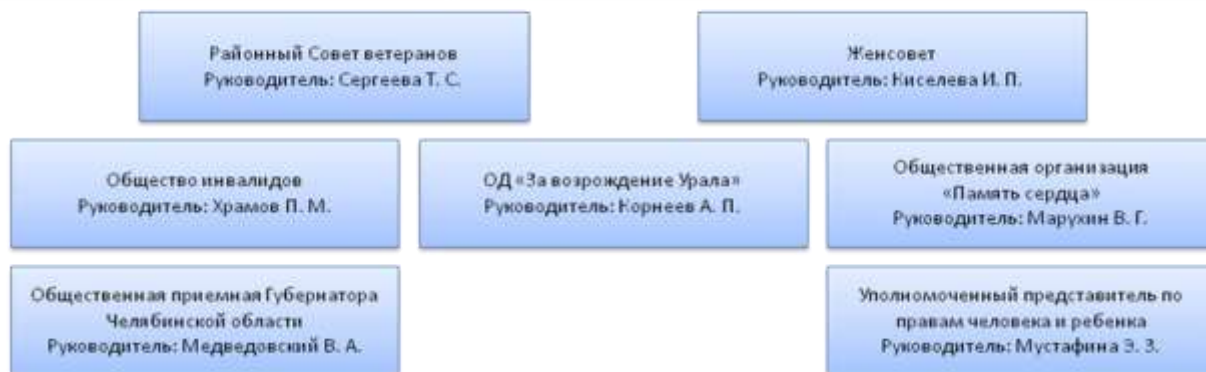 Районный Совет ветеранов
Руководитель: Сергеева Т. С.
Женсовет
Руководитель: Киселева И. П.
Общество инвалидов
Руководитель: Храмов П. М.
ОД «За возрождение Урала»
Руководитель: Корнеев А. П.
Общественная организация
«Память сердца»
Руководитель: Марухин В. Г.
Общественная приемная Губернатора
Челябинской области
Руководитель: Медведовский В. А.
Уполномоченный представитель по
правам человека и ребенка
Руководитель: Мустафина Э. З.